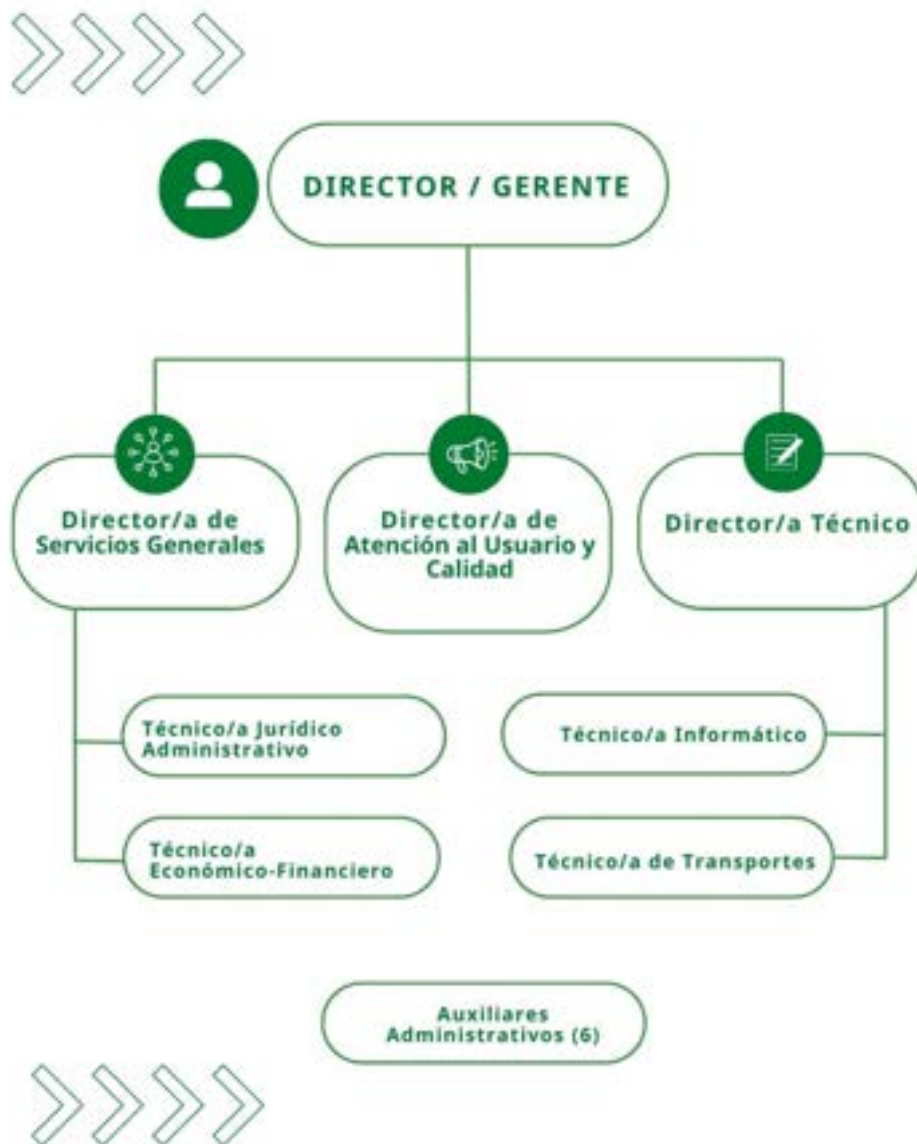 DIRECTOR / GERENTE
Director/a de
Servicios Generales
Director/a de
Atención al Usuario y
Calidad
Director/a Técnico
Técnico/a Jurídico
Administrativo
Técnico/a Informático
Técnico/a
Económico-Financiero
Técnico/a de Transportes
Auxiliares
Administrativos (6)